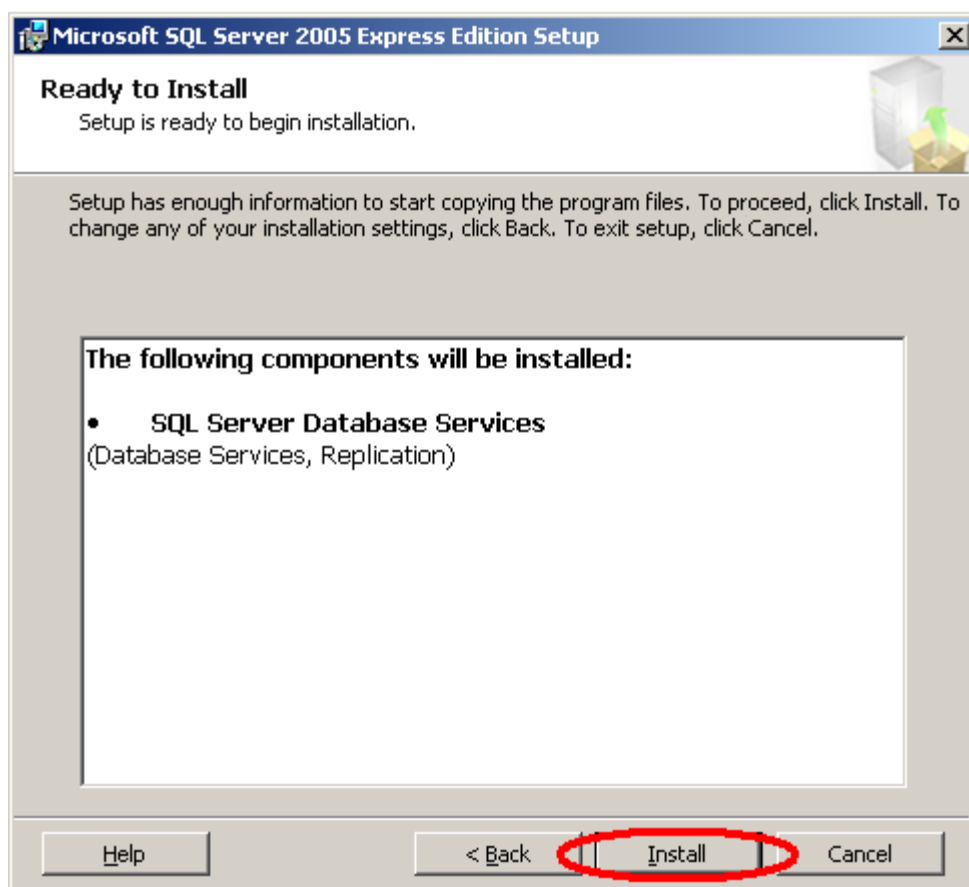 Microsoft SQL Server 2005 Express Edition Setup
Ready to Install
Setup is ready to begin installation.
Setup has enough information to start copying the program files. To proceed, click Install. To
change any of your installation settings, click Back. To exit setup, click Cancel.
The following components will be installed:
• SQL Server Database Services
(Database Services, Replication)
Help
< Back
Install
Cancel